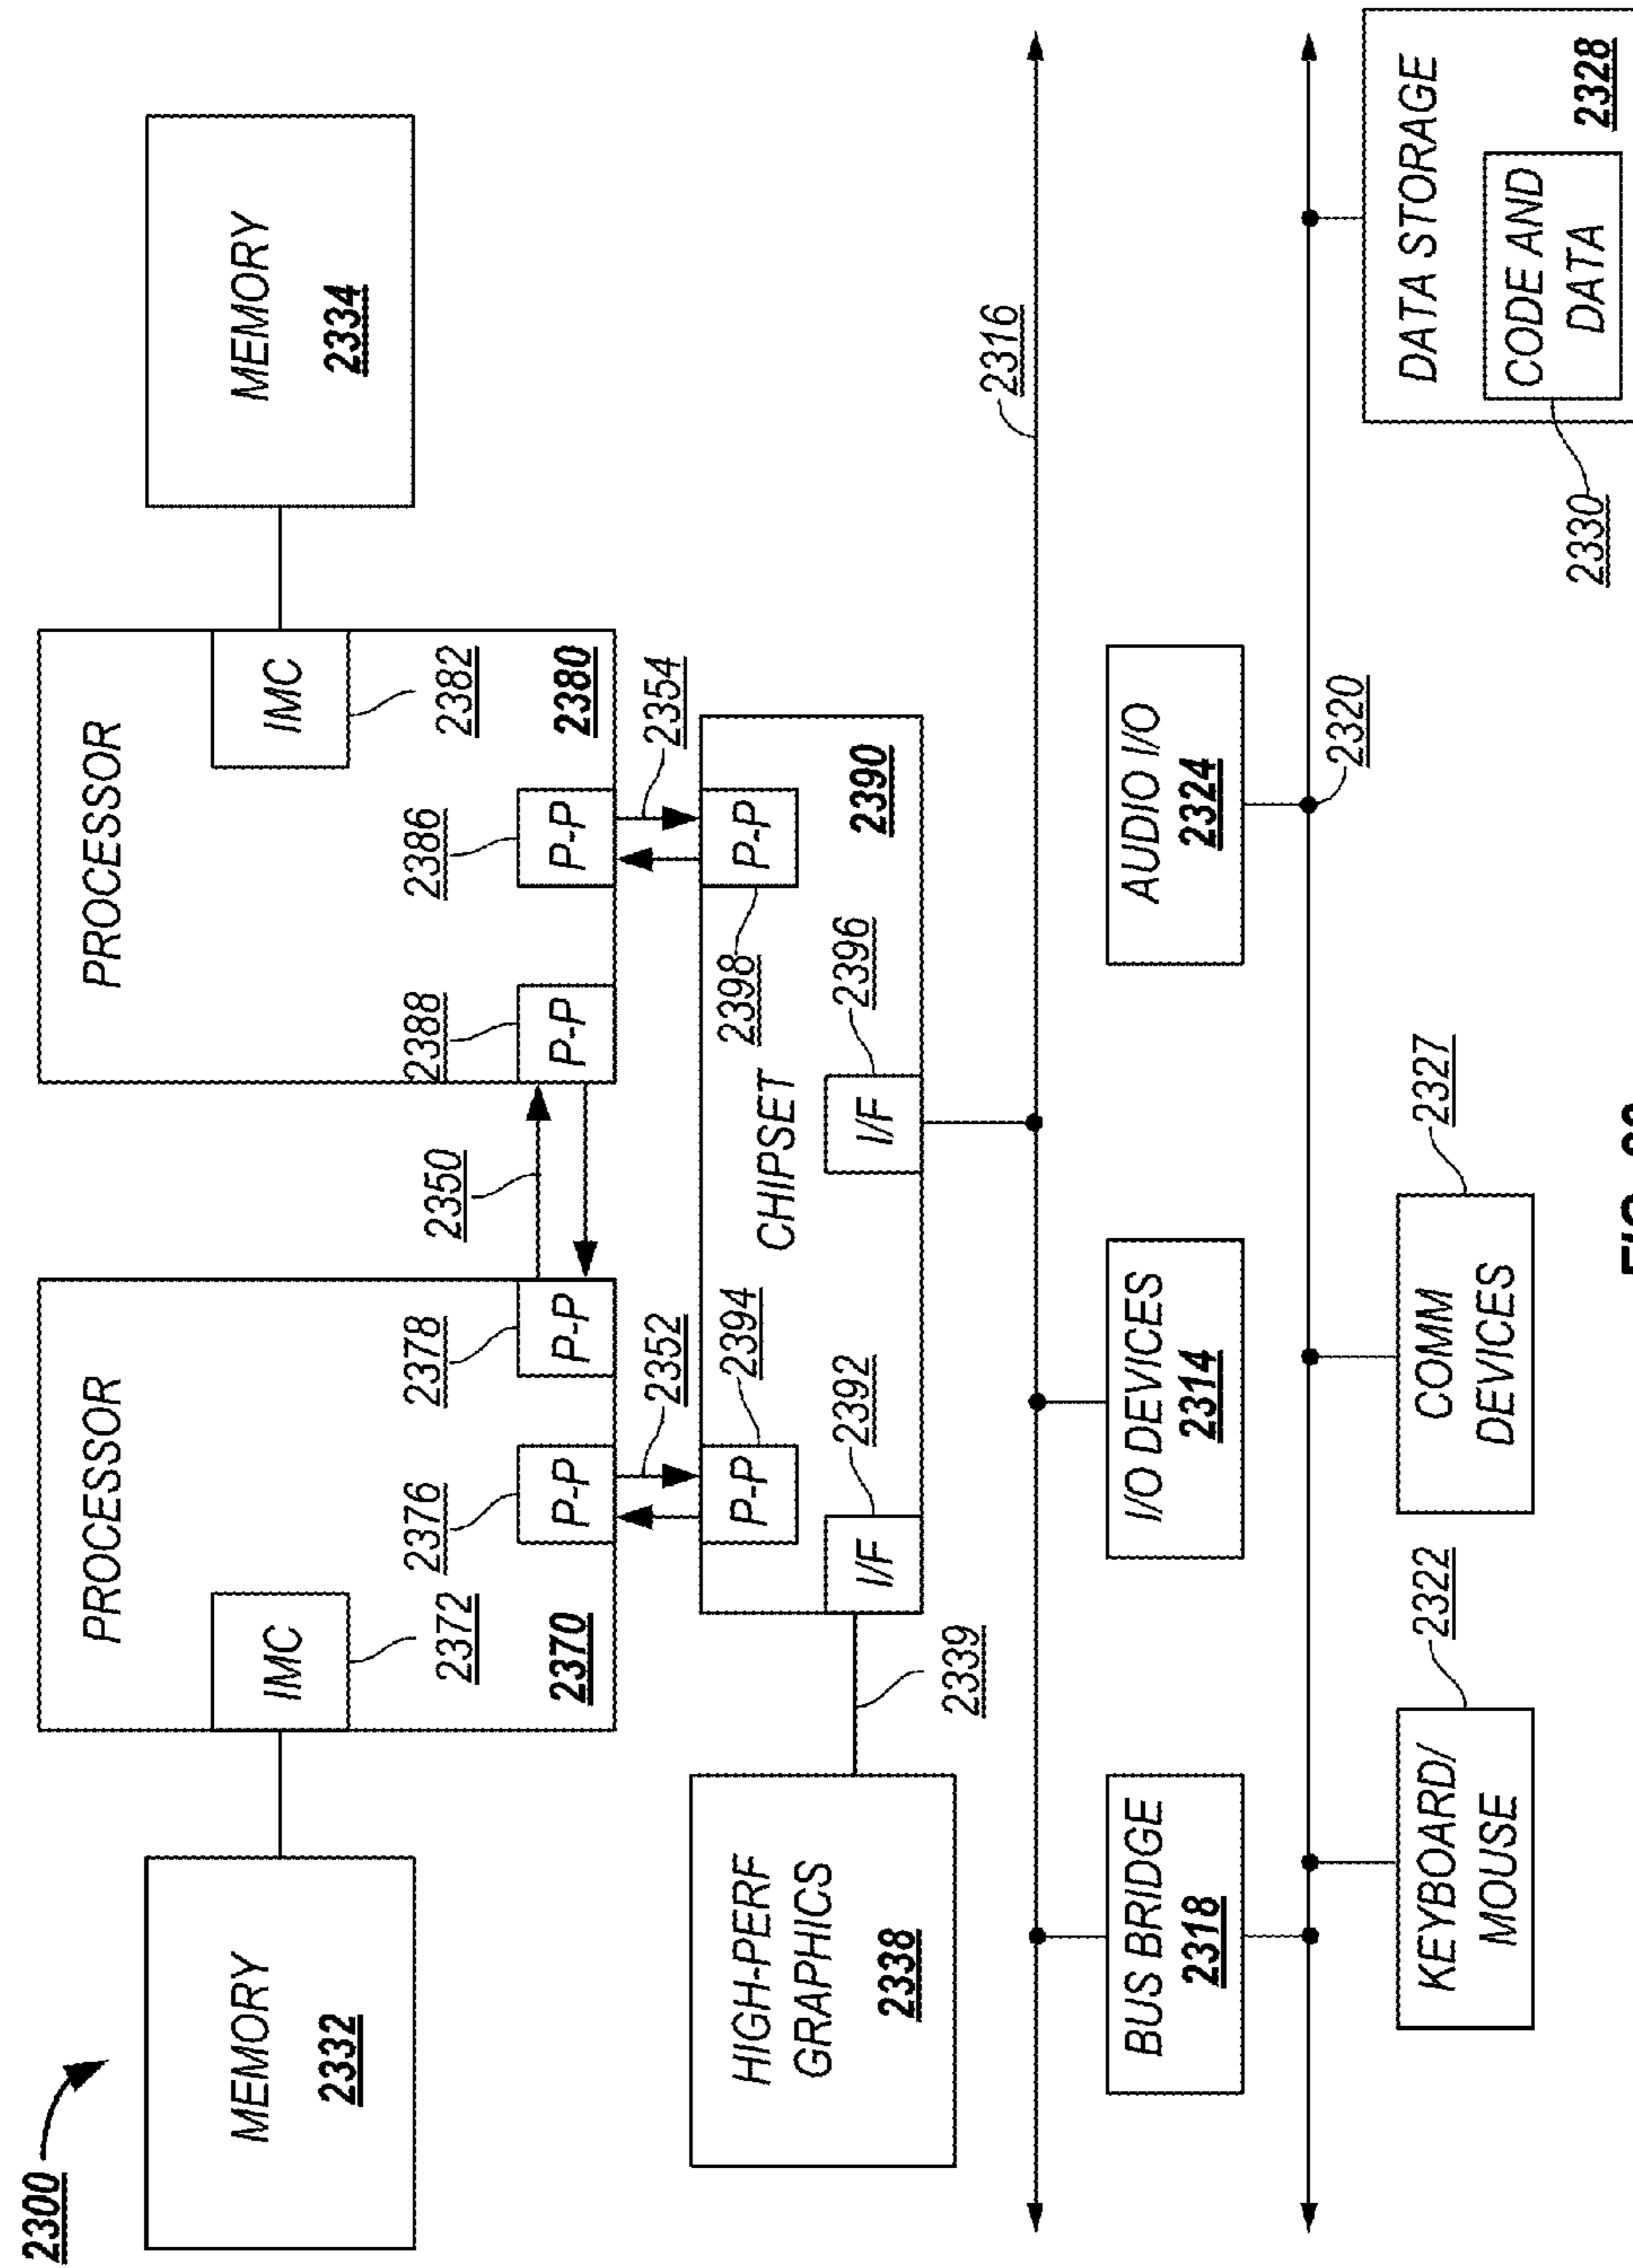 2300
MEMORY
2332
PROCESSOR
IMC
2372
2370
2376
P-P
2378
P-P
2350
PROCESSOR
2388
P-P
2386
P-P
IMC
2382
2380
MEMORY
2334
2352
2354
HIGH-PERF
GRAPHICS
2338
2339
P-P
2394
I/F
2392
CHIPSET
I/F
2396
P-P
2398
2390
2316
BUS BRIDGE
2318
I/O DEVICES
2314
AUDIO I/O
2324
2320
KEYBOARD/
MOUSE
2322
COMM
DEVICES
2327
DATA STORAGE
CODE AND
DATA
2330
2328
FIG.